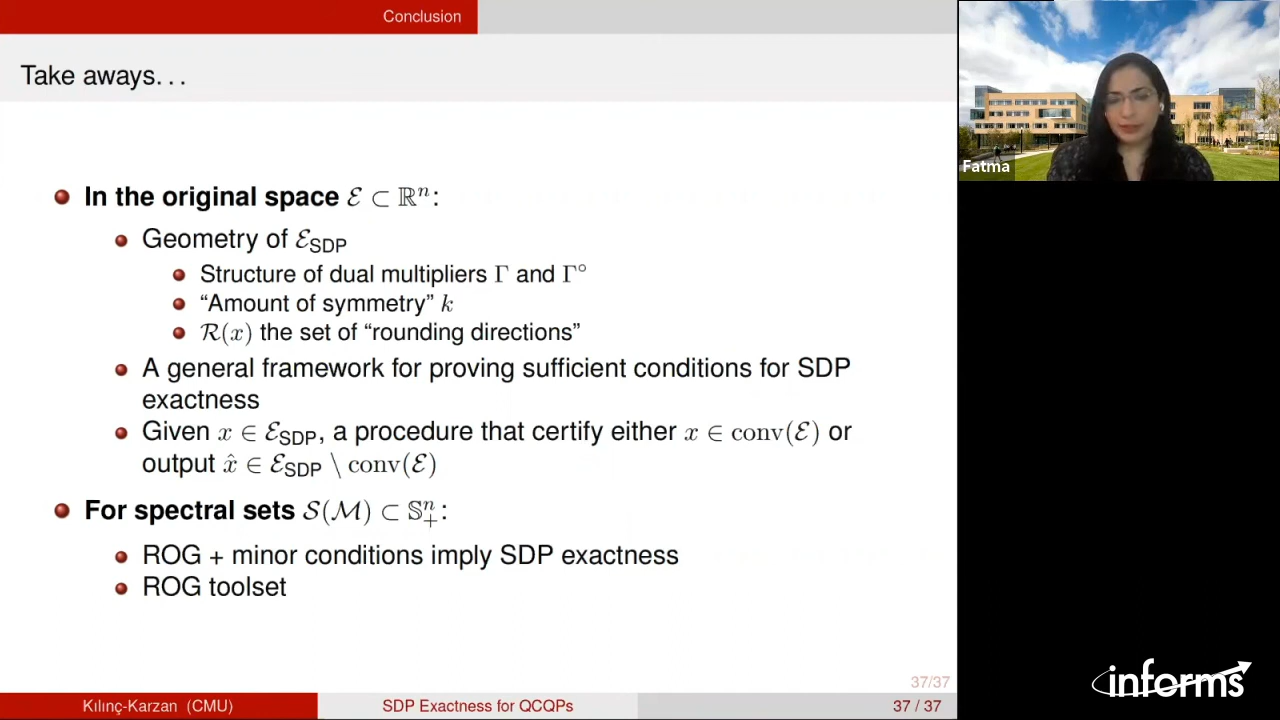 Conclusion
Take aways. . .
In the original space ℰ ⊂ ℝⁿ:
Geometry of ℰ_SDP
Structure of dual multipliers Γ and Γ°
“Amount of symmetry” k
ℛ(x) the set of “rounding directions”
A general framework for proving sufficient conditions for SDP
exactness
Given x ∈ ℰ_SDP, a procedure that certify either x ∈ conv(ℰ) or
output x̂ ∈ ℰ_SDP \ conv(ℰ)
For spectral sets 𝒮(ℳ) ⊂ 𝕊ⁿ₊:
ROG + minor conditions imply SDP exactness
ROG toolset
37/37
Kılınç-Karzan (CMU)
SDP Exactness for QCQPs
37 / 37
Fatma
informs